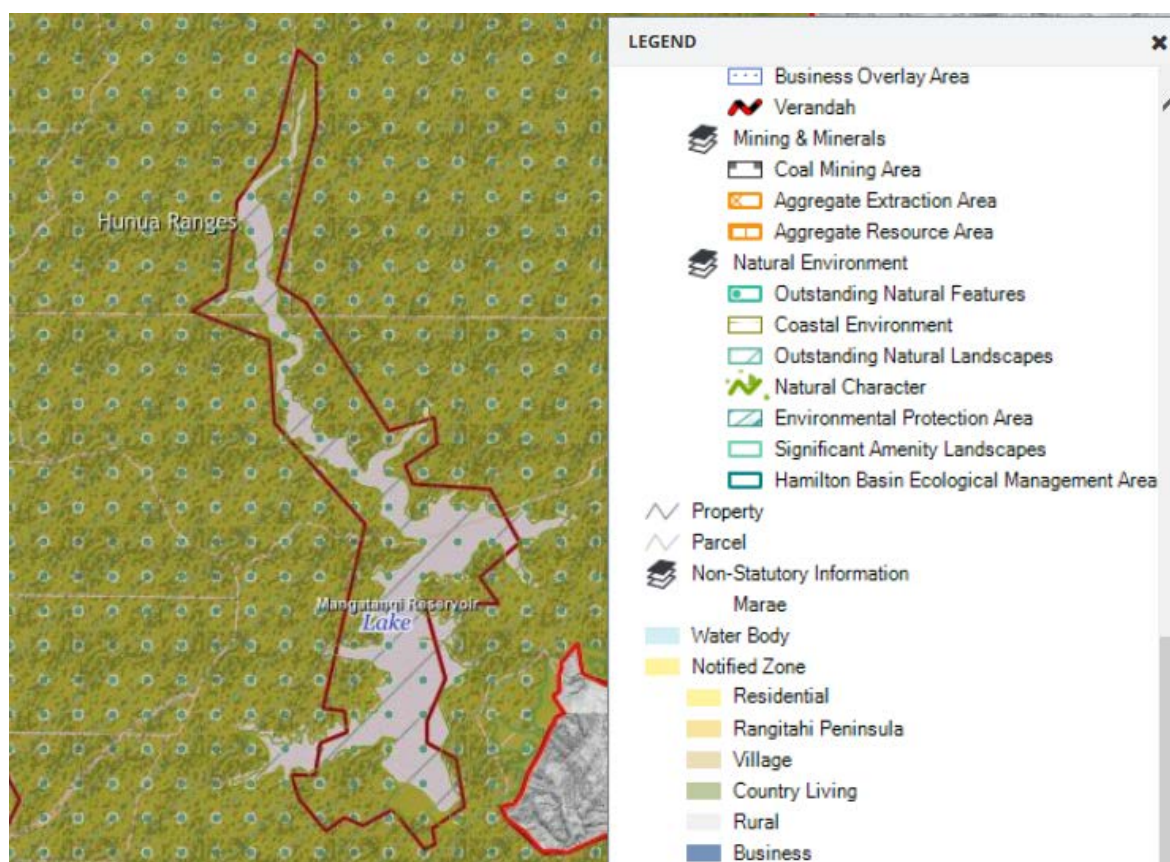 Hunua Ranges
Mangatangi Reservoir
Lake
LEGEND
Business Overlay Area
Verandah
Mining & Minerals
Coal Mining Area
Aggregate Extraction Area
Aggregate Resource Area
Natural Environment
Outstanding Natural Features
Coastal Environment
Outstanding Natural Landscapes
Natural Character
Environmental Protection Area
Significant Amenity Landscapes
Hamilton Basin Ecological Management Area
Property
Parcel
Non-Statutory Information
Marae
Water Body
Notified Zone
Residential
Rangitahi Peninsula
Village
Country Living
Rural
Business